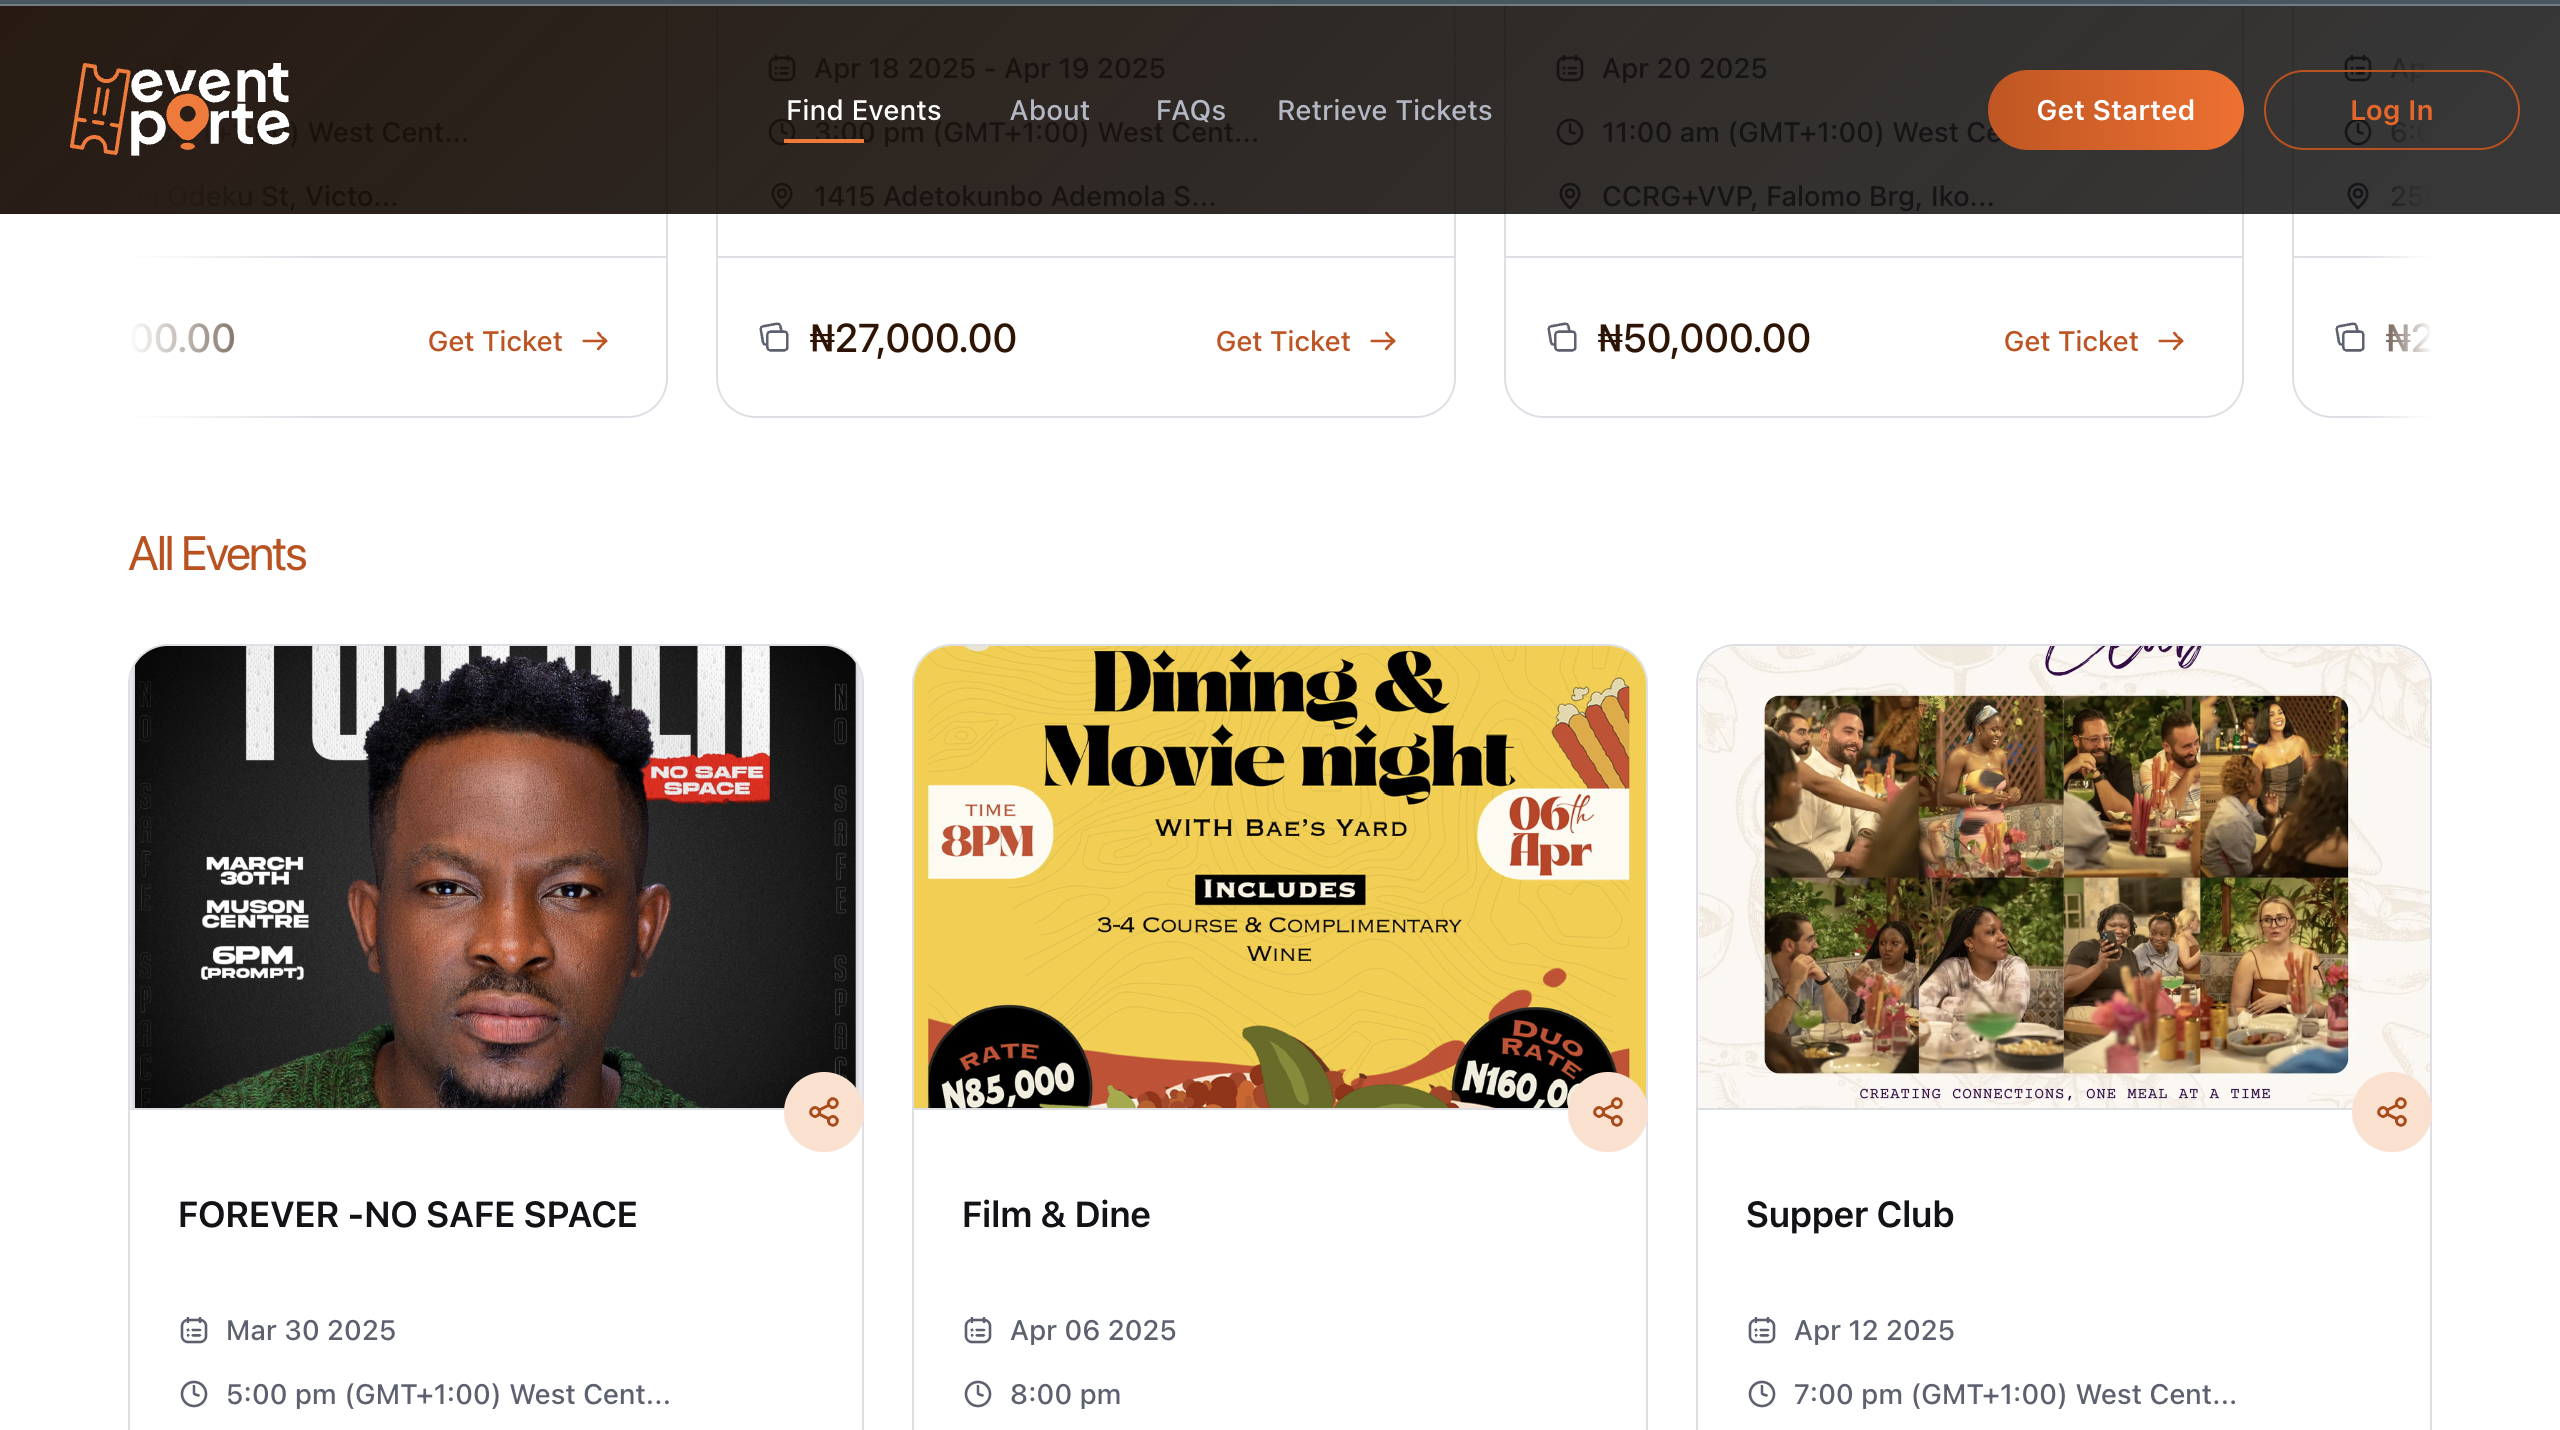 event
porte
Find Events
About
FAQs
Retrieve Tickets
Get Started
Log In
Apr 18 2025 - Apr 19 2025
Apr 20 2025
West Cent...
3:00 pm (GMT+1:00) West Cent...
11:00 am (GMT+1:00) West Ce
Odeku St, Victo...
1415 Adetokunbo Ademola S...
CCRG+VVP, Falomo Brg, Iko...
00.00
Get Ticket
₦27,000.00
Get Ticket
₦50,000.00
Get Ticket
₦2
All Events
NO SAFE
SPACE
MARCH
30TH
MUSON
CENTRE
6PM
(PROMPT)
NO SAFE SPACE
NO SAFE SPAC
FOREVER -NO SAFE SPACE
Mar 30 2025
5:00 pm (GMT+1:00) West Cent...
Dining &
Movie night
TIME
8PM
WITH BAE'S YARD
06th
Apr
INCLUDES
3-4 COURSE & COMPLIMENTARY
WINE
RATE
N85,000
DUO
RATE
N160,0
Film & Dine
Apr 06 2025
8:00 pm
CREATING CONNECTIONS, ONE MEAL AT A TIME
Supper Club
Apr 12 2025
7:00 pm (GMT+1:00) West Cent...